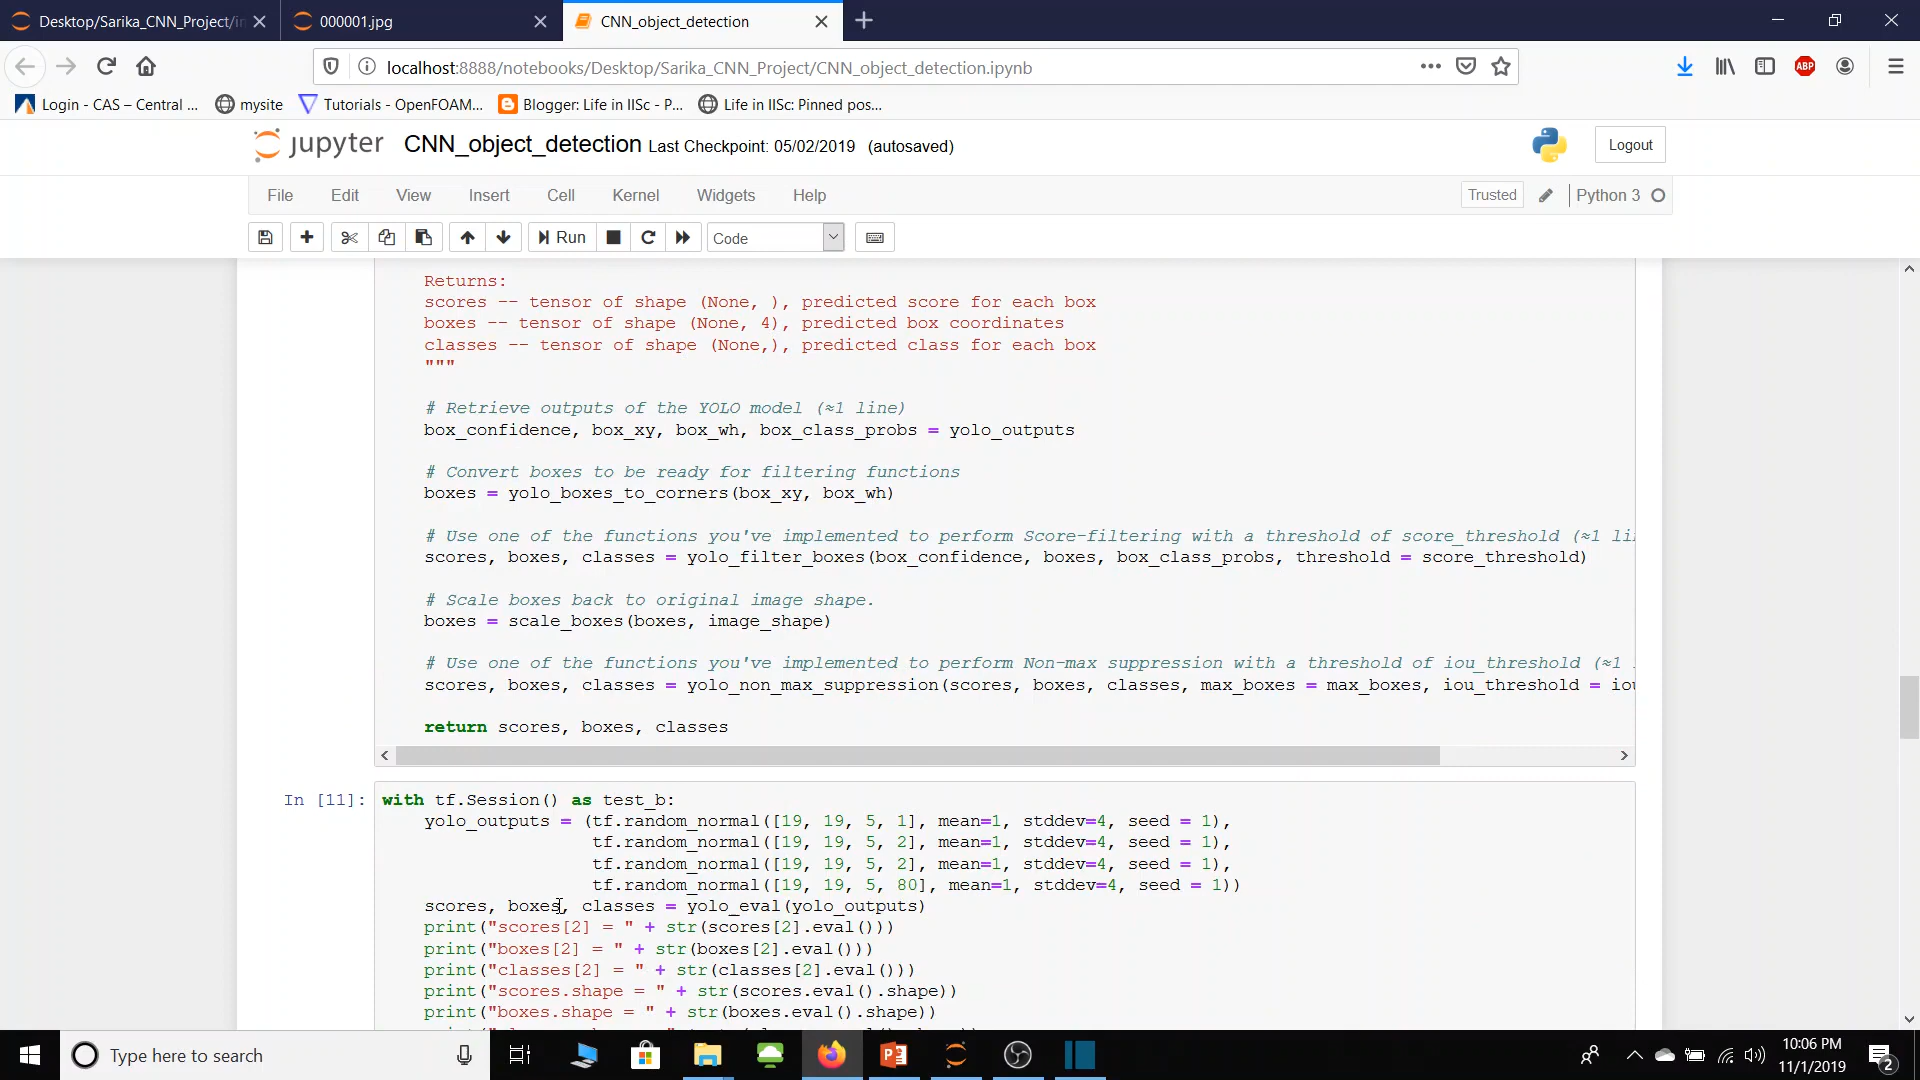 Desktop/Sarika_CNN_Project/in
000001.jpg
CNN_object_detection
localhost:8888/notebooks/Desktop/Sarika_CNN_Project/CNN_object_detection.ipynb
ABP
Login - CAS – Central ...
mysite
Tutorials - OpenFOAM...
Blogger: Life in IISc - P...
Life in IISc: Pinned pos...
jupyter
CNN_object_detection Last Checkpoint: 05/02/2019 (autosaved)
Logout
File Edit View Insert Cell Kernel Widgets Help
Trusted
Python 3
Run
Code
Returns:
scores -- tensor of shape (None, ), predicted score for each box
boxes -- tensor of shape (None, 4), predicted box coordinates
classes -- tensor of shape (None,), predicted class for each box
"""
# Retrieve outputs of the YOLO model (≈1 line)
box_confidence, box_xy, box_wh, box_class_probs = yolo_outputs
# Convert boxes to be ready for filtering functions
boxes = yolo_boxes_to_corners(box_xy, box_wh)
# Use one of the functions you've implemented to perform Score-filtering with a threshold of score_threshold (≈1 li
scores, boxes, classes = yolo_filter_boxes(box_confidence, boxes, box_class_probs, threshold = score_threshold)
# Scale boxes back to original image shape.
boxes = scale_boxes(boxes, image_shape)
# Use one of the functions you've implemented to perform Non-max suppression with a threshold of iou_threshold (≈1
scores, boxes, classes = yolo_non_max_suppression(scores, boxes, classes, max_boxes = max_boxes, iou_threshold = iou
return scores, boxes, classes
In [11]:
with tf.Session() as test_b:
yolo_outputs = (tf.random_normal([19, 19, 5, 1], mean=1, stddev=4, seed = 1),
tf.random_normal([19, 19, 5, 2], mean=1, stddev=4, seed = 1),
tf.random_normal([19, 19, 5, 2], mean=1, stddev=4, seed = 1),
tf.random_normal([19, 19, 5, 80], mean=1, stddev=4, seed = 1))
scores, boxes, classes = yolo_eval(yolo_outputs)
print("scores[2] = " + str(scores[2].eval()))
print("boxes[2] = " + str(boxes[2].eval()))
print("classes[2] = " + str(classes[2].eval()))
print("scores.shape = " + str(scores.eval().shape))
print("boxes.shape = " + str(boxes.eval().shape))
Type here to search
10:06 PM
11/1/2019
2